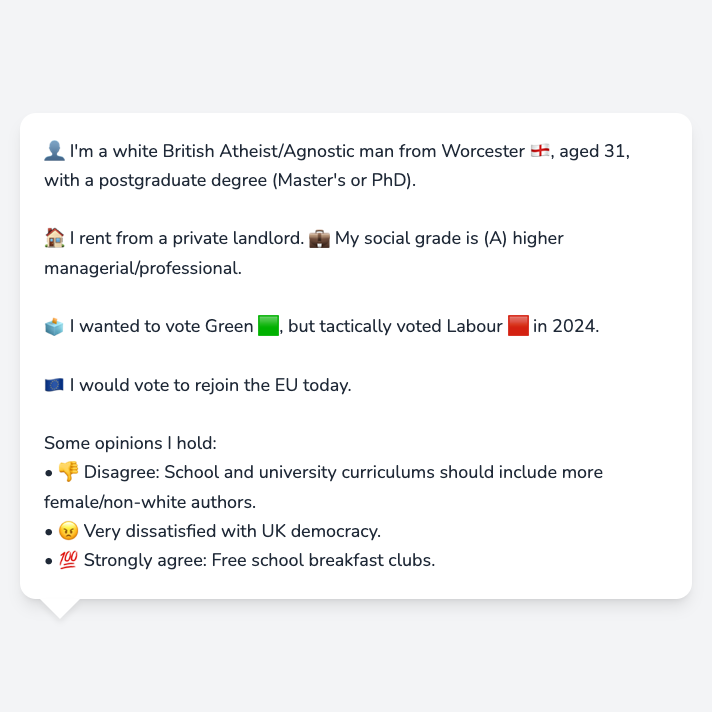 👤 I'm a white British Atheist/Agnostic man from Worcester 🏴󠁧󠁢󠁥󠁮󠁧󠁿, aged 31,
with a postgraduate degree (Master's or PhD).
🏠 I rent from a private landlord. 💼 My social grade is (A) higher
managerial/professional.
🗳️ I wanted to vote Green 🟩, but tactically voted Labour 🟥 in 2024.
🇪🇺 I would vote to rejoin the EU today.
Some opinions I hold:
• 👎 Disagree: School and university curriculums should include more
female/non-white authors.
• 😠 Very dissatisfied with UK democracy.
• 💯 Strongly agree: Free school breakfast clubs.